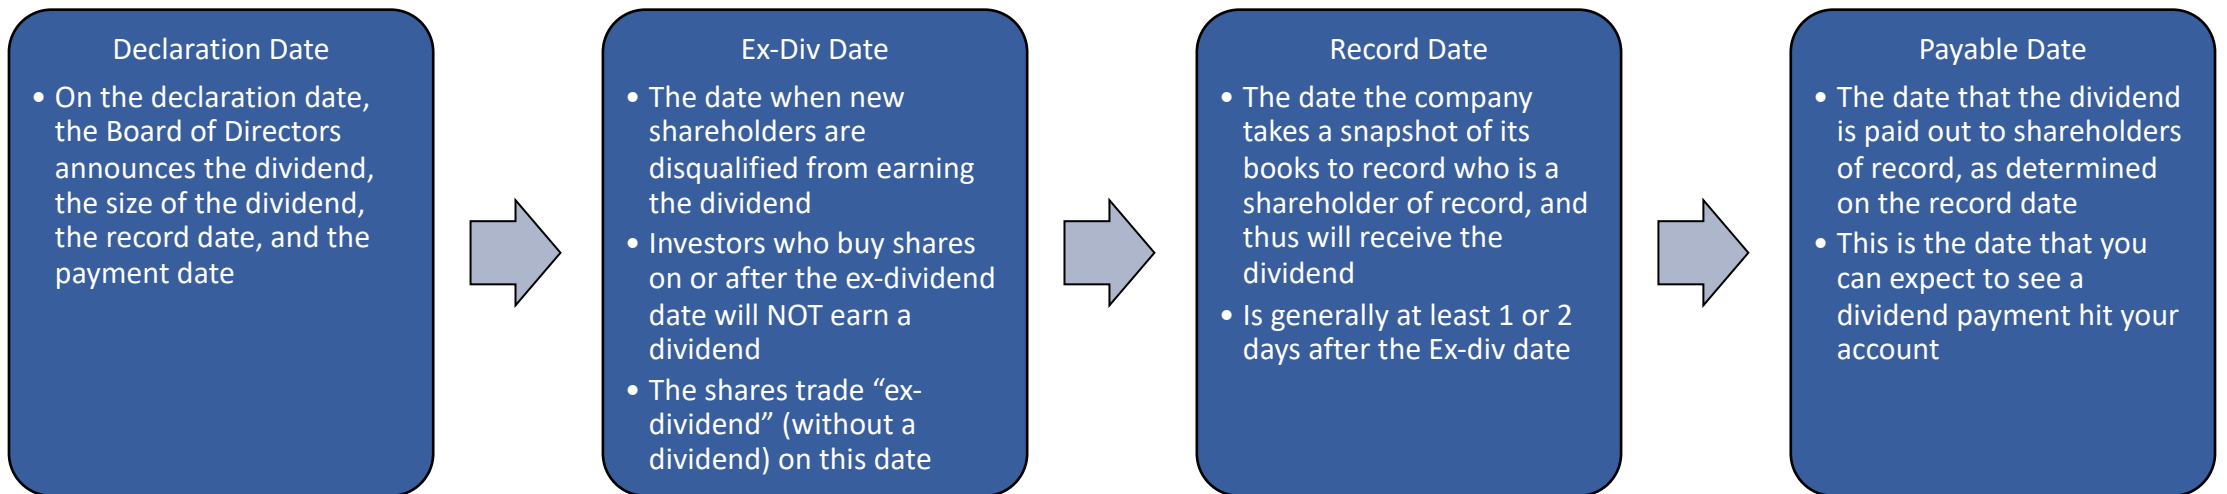 Declaration Date
• On the declaration date,
the Board of Directors
announces the dividend,
the size of the dividend,
the record date, and the
payment date
Ex-Div Date
• The date when new
shareholders are
disqualified from earning
the dividend
• Investors who buy shares
on or after the ex-dividend
date will NOT earn a
dividend
• The shares trade “ex-
dividend” (without a
dividend) on this date
Record Date
• The date the company
takes a snapshot of its
books to record who is a
shareholder of record, and
thus will receive the
dividend
• Is generally at least 1 or 2
days after the Ex-div date
Payable Date
• The date that the dividend
is paid out to shareholders
of record, as determined
on the record date
• This is the date that you
can expect to see a
dividend payment hit your
account